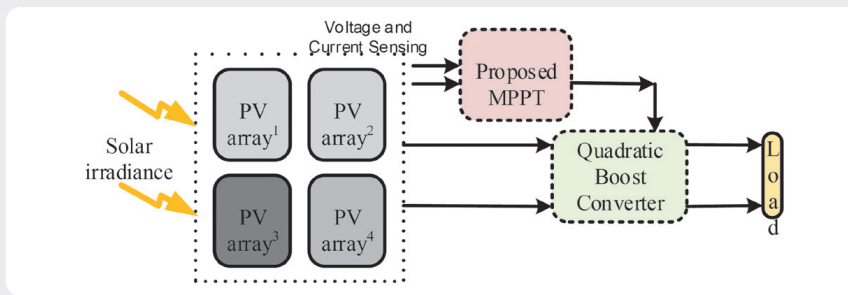 Voltage and
Current Sensing
Proposed
MPPT
PV
array1
PV
array2
Solar
irradiance
Quadratic
Boost
Converter
Load
PV
array3
PV
array4